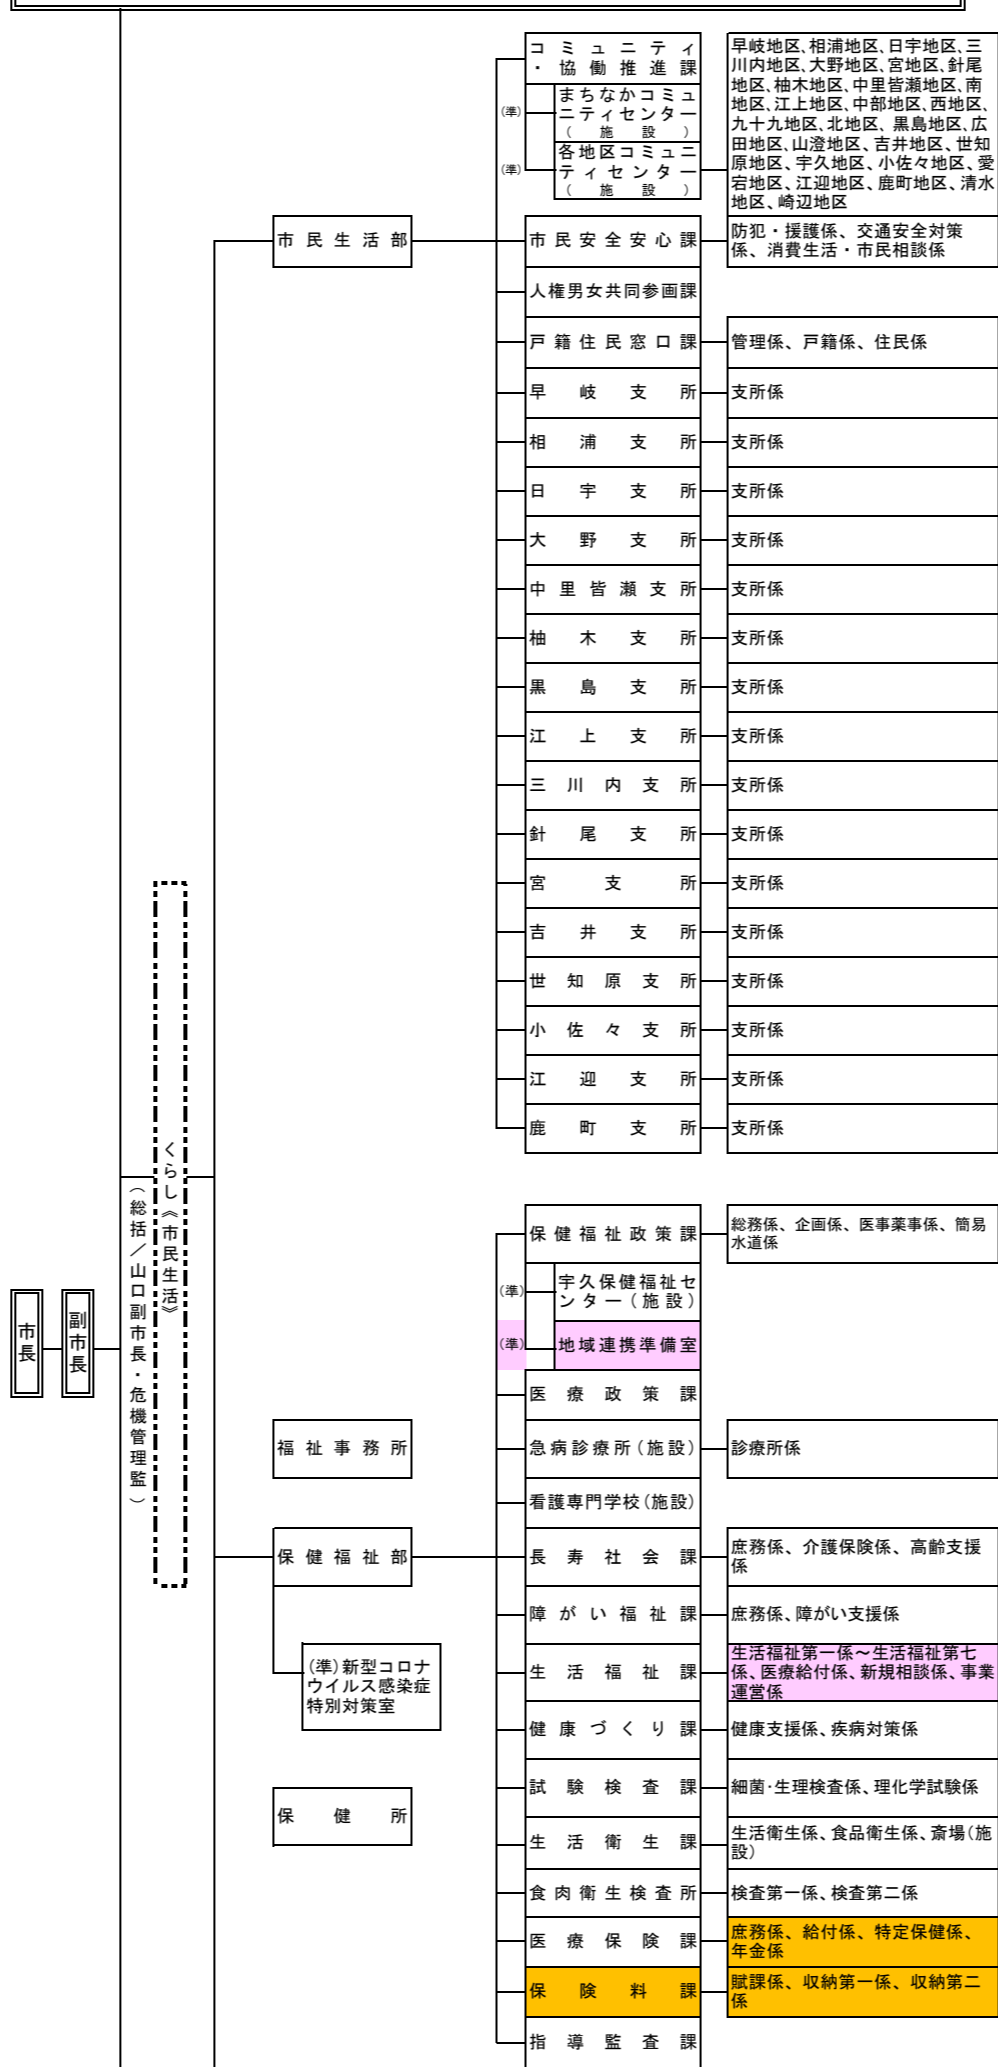 コミュニティ
・協働推進課
(準)
まちなかコミュ
ニティセンター
(施設)
(準)
各地区コミュニ
ティセンター
(施設)
早岐地区、相浦地区、日宇地区、三
川内地区、大野地区、宮地区、針尾
地区、柚木地区、中里皆瀬地区、南
地区、江上地区、中部地区、西地区、
九十九地区、北地区、黒島地区、広
田地区、山澄地区、吉井地区、世知
原地区、宇久地区、小佐々地区、愛
宕地区、江迎地区、鹿町地区、清水
地区、崎辺地区
市民生活部
市民安全安心課
防犯・援護係、交通安全対策
係、消費生活・市民相談係
人権男女共同参画課
戸籍住民窓口課
管理係、戸籍係、住民係
早岐支所
支所係
相浦支所
支所係
日宇支所
支所係
大野支所
支所係
中里皆瀬支所
支所係
柚木支所
支所係
黒島支所
支所係
江上支所
支所係
三川内支所
支所係
針尾支所
支所係
宮支所
支所係
吉井支所
支所係
世知原支所
支所係
小佐々支所
支所係
江迎支所
支所係
鹿町支所
支所係
市長
副市長
(総括/山口副市長・危機管理監)
くらし《市民生活》
保健福祉政策課
総務係、企画係、医事薬事係、簡易
水道係
(準)
宇久保健福祉セ
ンター(施設)
(準)
地域連携準備室
医療政策課
福祉事務所
急病診療所(施設)
診療所係
看護専門学校(施設)
保健福祉部
長寿社会課
庶務係、介護保険係、高齢支援
係
障がい福祉課
庶務係、障がい支援係
(準)新型コロナ
ウイルス感染症
特別対策室
生活福祉課
生活福祉第一係~生活福祉第七
係、医療給付係、新規相談係、事業
運営係
健康づくり課
健康支援係、疾病対策係
保健所
試験検査課
細菌・生理検査係、理化学試験係
生活衛生課
生活衛生係、食品衛生係、斎場(施
設)
食肉衛生検査所
検査第一係、検査第二係
医療保険課
庶務係、給付係、特定保健係、
年金係
保険料課
賦課係、収納第一係、収納第二
係
指導監査課